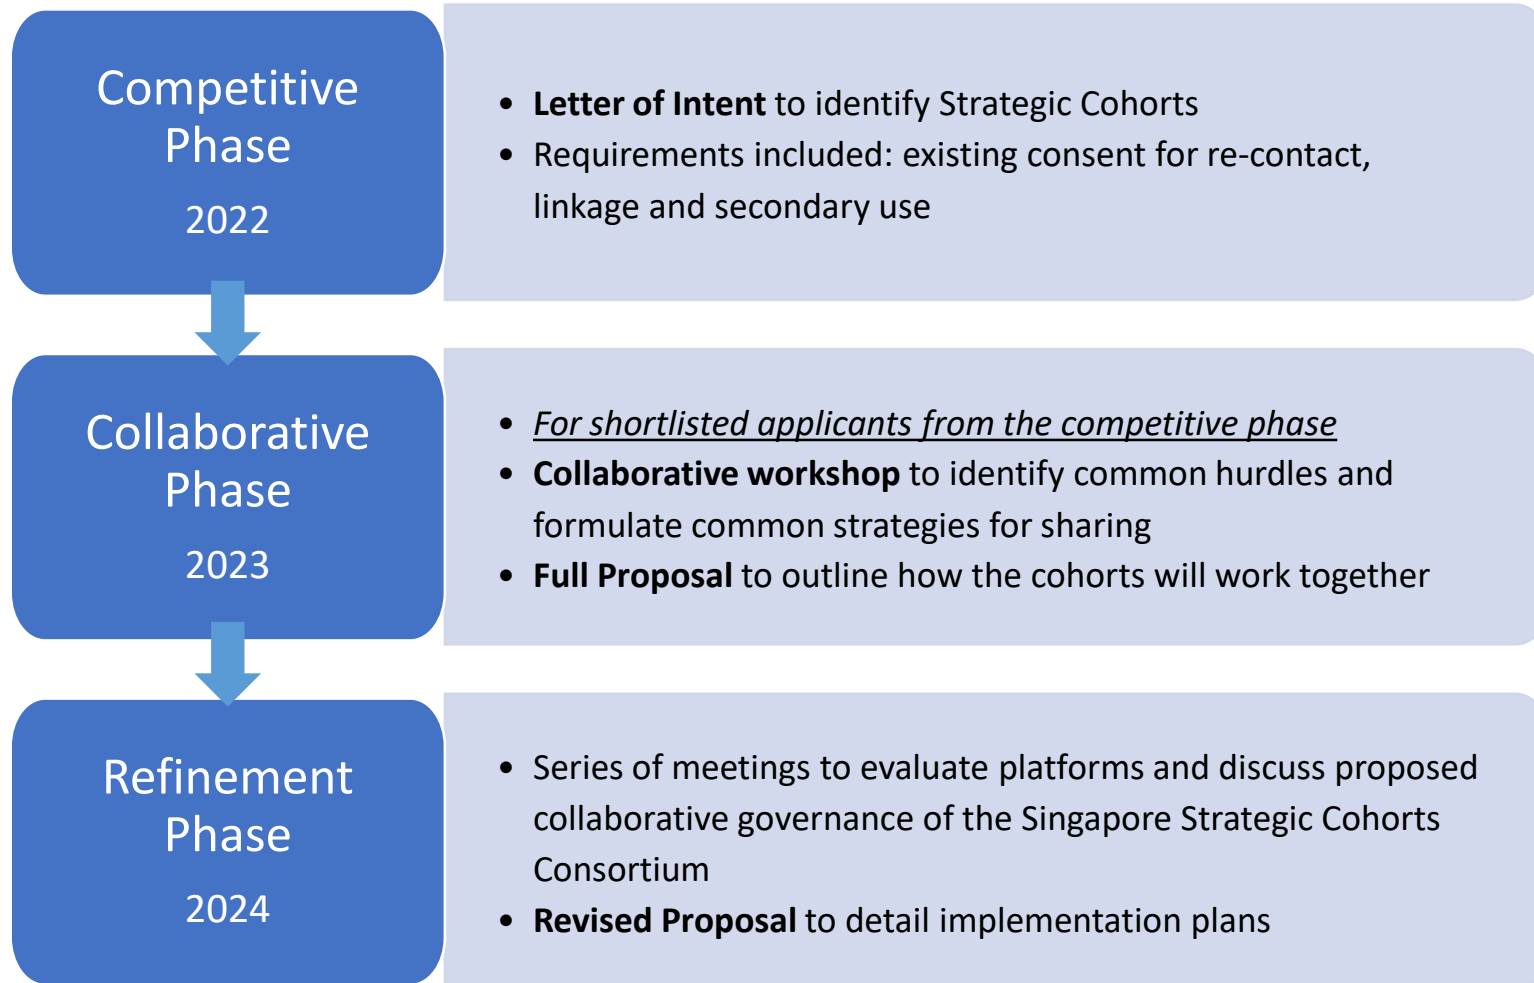 Competitive
Phase
2022
• Letter of Intent to identify Strategic Cohorts
• Requirements included: existing consent for re-contact,
linkage and secondary use
Collaborative
Phase
2023
• For shortlisted applicants from the competitive phase
• Collaborative workshop to identify common hurdles and
formulate common strategies for sharing
• Full Proposal to outline how the cohorts will work together
Refinement
Phase
2024
• Series of meetings to evaluate platforms and discuss proposed
collaborative governance of the Singapore Strategic Cohorts
Consortium
• Revised Proposal to detail implementation plans